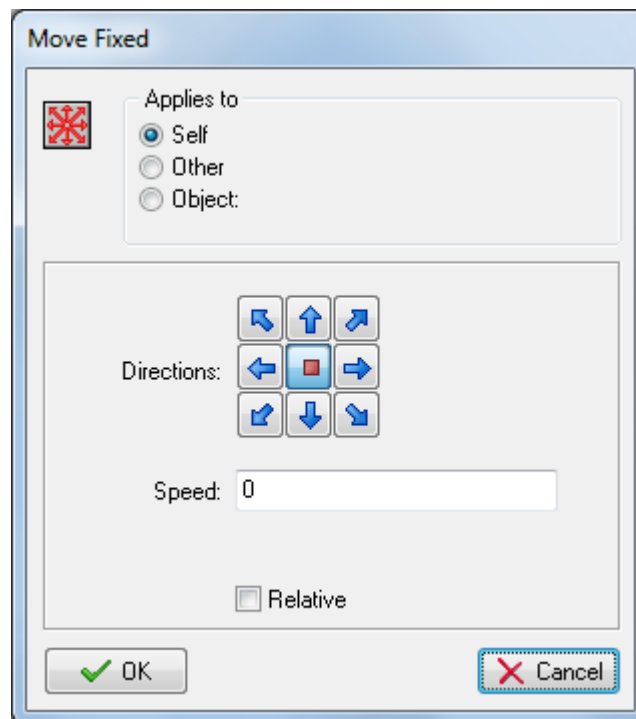 Move Fixed
Applies to
Self
Other
Object:
Directions:
Speed: 0
Relative
OK Cancel